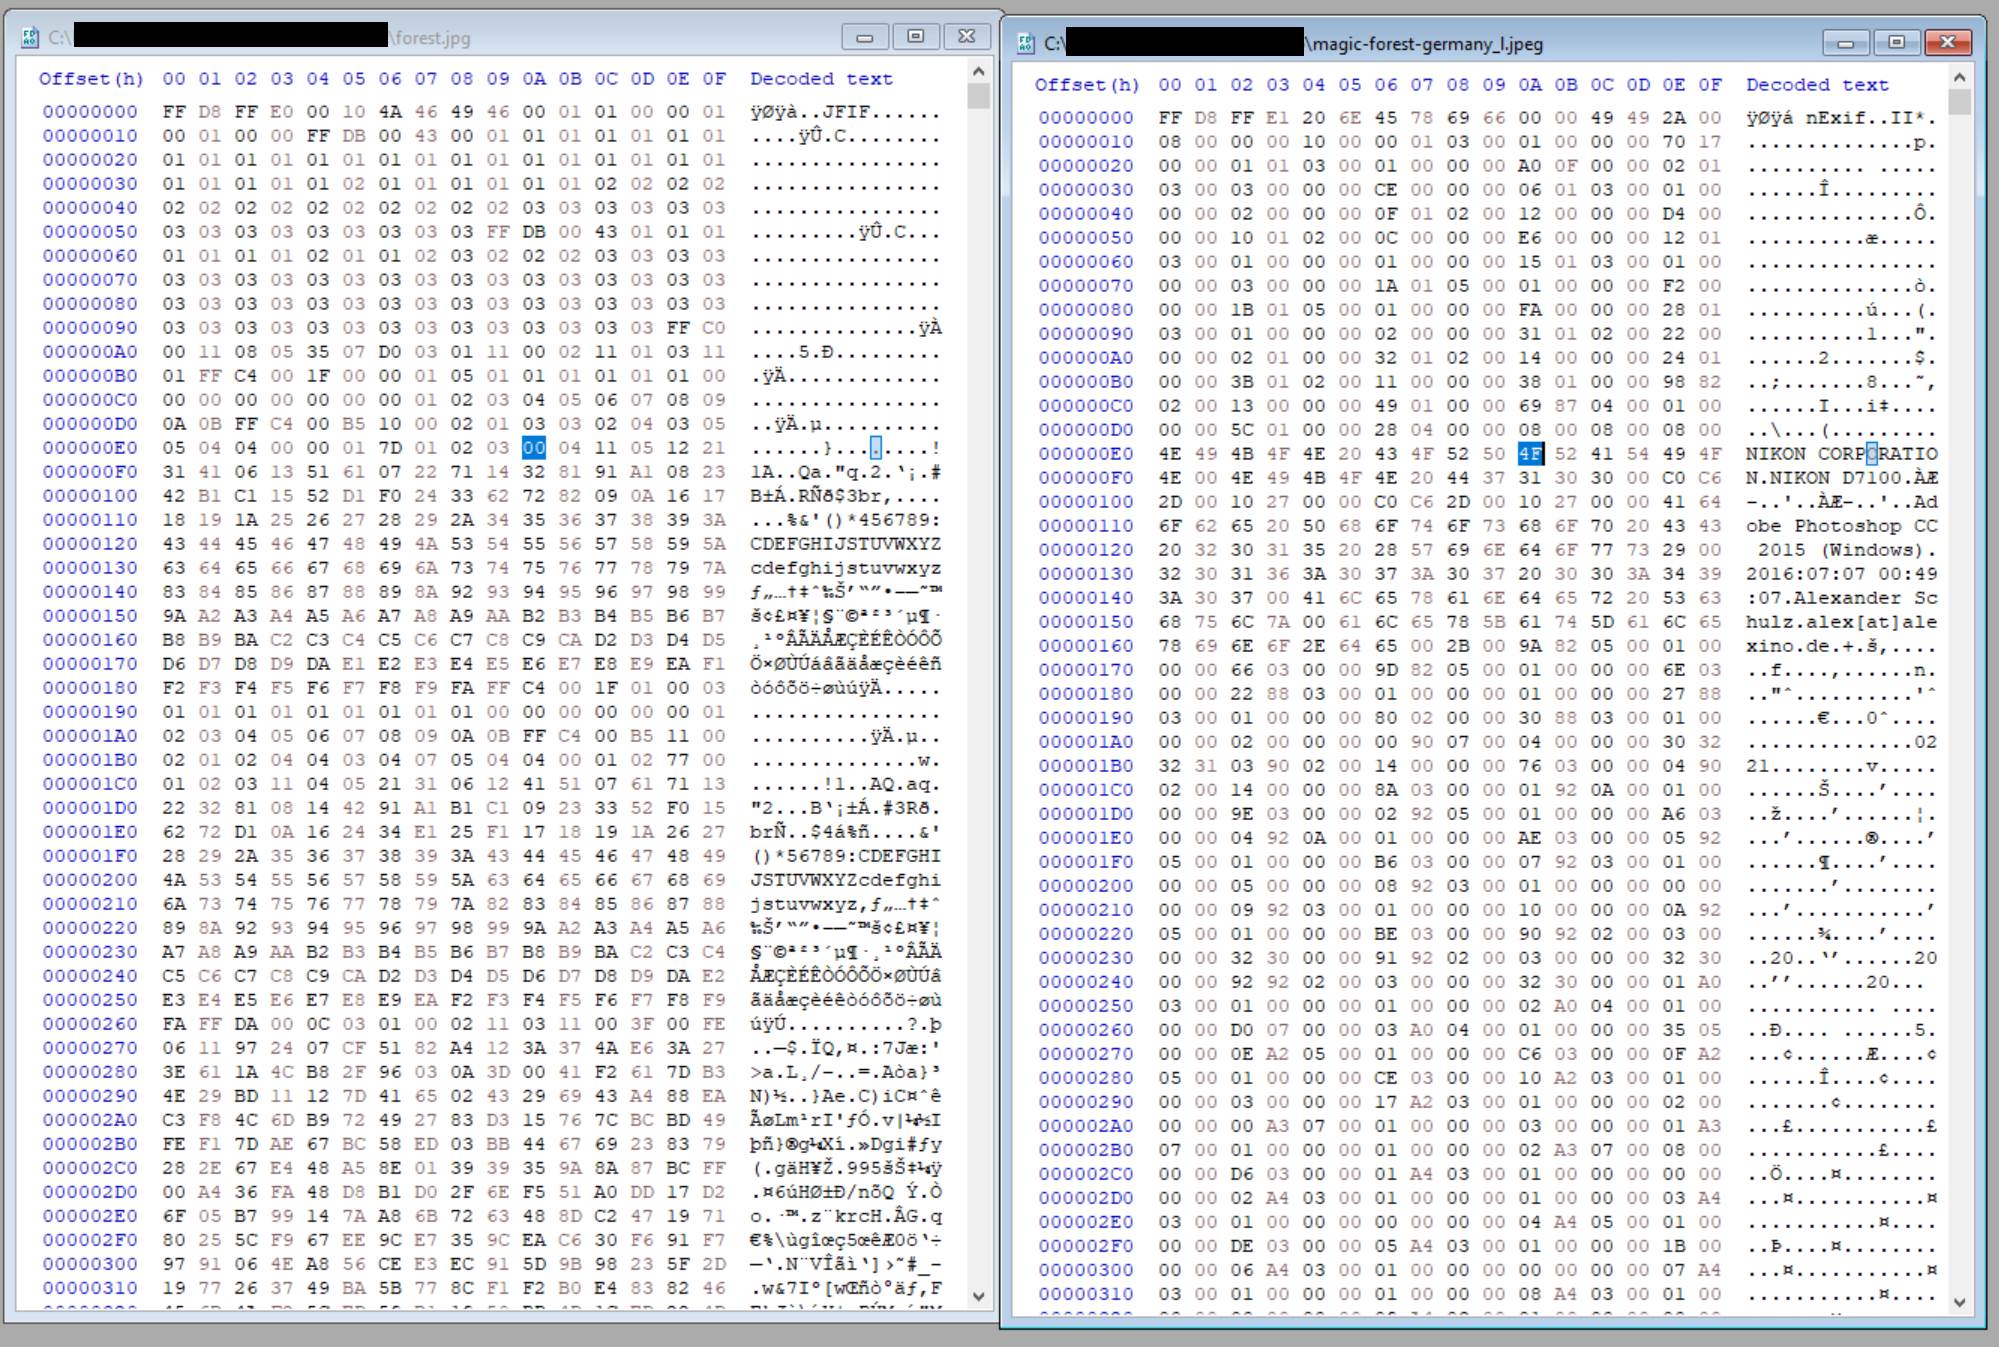 C:\ \forest.jpg
Offset(h) 00 01 02 03 04 05 06 07 08 09 0A 0B 0C 0D 0E 0F Decoded text
00000000 FF D8 FF E0 00 10 4A 46 49 46 00 01 01 00 00 01 ÿØÿà..JFIF......
00000010 00 01 00 00 FF DB 00 43 00 01 01 01 01 01 01 01 ....ÿÛ.C........
00000020 01 01 01 01 01 01 01 01 01 01 01 01 01 01 01 01 ................
00000030 01 01 01 01 01 02 01 01 01 01 01 01 02 02 02 02 ................
00000040 02 02 02 02 02 02 02 02 02 02 03 03 03 03 03 03 ................
00000050 03 03 03 03 03 03 03 03 03 FF DB 00 43 01 01 01 .........ÿÛ.C...
00000060 01 01 01 01 02 01 01 02 03 02 02 02 03 03 03 03 ................
00000070 03 03 03 03 03 03 03 03 03 03 03 03 03 03 03 03 ................
00000080 03 03 03 03 03 03 03 03 03 03 03 03 03 03 03 03 ................
00000090 03 03 03 03 03 03 03 03 03 03 03 03 03 03 FF C0 ..............ÿÀ
000000A0 00 11 08 05 35 07 D0 03 01 11 00 02 11 01 03 11 ....5.Ð.........
000000B0 01 FF C4 00 1F 00 00 01 05 01 01 01 01 01 01 00 .ÿÄ.............
000000C0 00 00 00 00 00 00 00 01 02 03 04 05 06 07 08 09 ................
000000D0 0A 0B FF C4 00 B5 10 00 02 01 03 03 02 04 03 05 ..ÿÄ.µ..........
000000E0 05 04 04 00 00 01 7D 01 02 03 00 04 11 05 12 21 ......}........!
000000F0 31 41 06 13 51 61 07 22 71 14 32 81 91 A1 08 23 1A..Qa."q.2.‘¡.#
00000100 42 B1 C1 15 52 D1 F0 24 33 62 72 82 09 0A 16 17 B±Á.RÑð$3br‚....
00000110 18 19 1A 25 26 27 28 29 2A 34 35 36 37 38 39 3A ...%&'()*456789:
00000120 43 44 45 46 47 48 49 4A 53 54 55 56 57 58 59 5A CDEFGHIJSTUVWXYZ
00000130 63 64 65 66 67 68 69 6A 73 74 75 76 77 78 79 7A cdefghijstuvwxyz
00000140 83 84 85 86 87 88 89 8A 92 93 94 95 96 97 98 99 ƒ„…†‡ˆ‰Š’“”•–—˜™
00000150 9A A2 A3 A4 A5 A6 A7 A8 A9 AA B2 B3 B4 B5 B6 B7 š¢£¤¥¦§¨©ª²³´µ¶·
00000160 B8 B9 BA C2 C3 C4 C5 C6 C7 C8 C9 CA D2 D3 D4 D5 ¸¹ºÂÃÄÅÆÇÈÉÊÒÓÔÕ
00000170 D6 D7 D8 D9 DA E1 E2 E3 E4 E5 E6 E7 E8 E9 EA F1 Ö×ØÙÚáâãäåæçèéêñ
00000180 F2 F3 F4 F5 F6 F7 F8 F9 FA FF C4 00 1F 01 00 03 òóôõö÷øùúÿÄ.....
00000190 01 01 01 01 01 01 01 01 01 00 00 00 00 00 00 01 ................
000001A0 02 03 04 05 06 07 08 09 0A 0B FF C4 00 B5 11 00 ..........ÿÄ.µ..
000001B0 02 01 02 04 04 03 04 07 05 04 04 00 01 02 77 00 ..............w.
000001C0 01 02 03 11 04 05 21 31 06 12 41 51 07 61 71 13 ......!1..AQ.aq.
000001D0 22 32 81 08 14 42 91 A1 B1 C1 09 23 33 52 F0 15 "2...B‘¡±Á.#3Rð.
000001E0 62 72 D1 0A 16 24 34 E1 25 F1 17 18 19 1A 26 27 brÑ..$4á%ñ....&'
000001F0 28 29 2A 35 36 37 38 39 3A 43 44 45 46 47 48 49 ()*56789:CDEFGHI
00000200 4A 53 54 55 56 57 58 59 5A 63 64 65 66 67 68 69 JSTUVWXYZcdefghi
00000210 6A 73 74 75 76 77 78 79 7A 82 83 84 85 86 87 88 jstuvwxyz‚ƒ„…†‡ˆ
00000220 89 8A 92 93 94 95 96 97 98 99 9A A2 A3 A4 A5 A6 ‰Š’“”•–—˜™š¢£¤¥¦
00000230 A7 A8 A9 AA B2 B3 B4 B5 B6 B7 B8 B9 BA C2 C3 C4 §¨©ª²³´µ¶·¸¹ºÂÃÄ
00000240 C5 C6 C7 C8 C9 CA D2 D3 D4 D5 D6 D7 D8 D9 DA E2 ÅÆÇÈÉÊÒÓÔÕÖ×ØÙÚâ
00000250 E3 E4 E5 E6 E7 E8 E9 EA F2 F3 F4 F5 F6 F7 F8 F9 ãäåæçèéêòóôõö÷øù
00000260 FA FF DA 00 0C 03 01 00 02 11 03 11 00 3F 00 FE úÿÚ..........?.þ
00000270 06 11 97 24 07 CF 51 82 A4 12 3A 37 4A E6 3A 27 ..—$.ÏQ‚¤.:7Jæ:'
00000280 3E 61 1A 4C B8 2F 96 03 0A 3D 00 41 F2 61 7D B3 >a.L¸/–..=.Aòa}³
00000290 4E 29 BD 11 12 7D 41 65 02 43 29 69 43 A4 88 EA N)½..}Ae.C)iC¤ˆê
000002A0 C3 F8 4C 6D B9 72 49 27 83 D3 15 76 7C BC BD 49 ÃøLm¹rI'ƒÓ.v|¼½I
000002B0 FE F1 7D AE 67 BC 58 ED 03 BB 44 67 69 23 83 79 þñ}®g¼Xí.»Dgi#ƒy
000002C0 28 2E 67 E4 48 A5 8E 01 39 39 35 9A 8A 87 BC FF (.gäH¥Ž.995šŠ‡¼ÿ
000002D0 00 A4 36 FA 48 D8 B1 D0 2F 6E F5 51 A0 DD 17 D2 .¤6úHØ±Ð/nõQ Ý.Ò
000002E0 6F 05 B7 99 14 7A A8 6B 72 63 48 8D C2 47 19 71 o.·™.z¨krcH.ÂG.q
000002F0 80 25 5C F9 67 EE 9C E7 35 9C EA C6 30 F6 91 F7 €%\ùgîœç5œêÆ0ö‘÷
00000300 97 91 06 4E A8 56 CE E3 EC 91 5D 9B 98 23 5F 2D —‘.N¨VÎãì‘]›˜#_-
00000310 19 77 26 37 49 BA 5B 77 8C F1 F2 B0 E4 83 82 46 .w&7Iº[wŒñò°äƒ‚F
C:\ \magic-forest-germany_l.jpeg
Offset(h) 00 01 02 03 04 05 06 07 08 09 0A 0B 0C 0D 0E 0F Decoded text
00000000 FF D8 FF E1 20 6E 45 78 69 66 00 00 49 49 2A 00 ÿØÿá nExif..II*.
00000010 08 00 00 00 10 00 00 01 03 00 01 00 00 00 70 17 ..............p.
00000020 00 00 01 01 03 00 01 00 00 00 A0 0F 00 00 02 01 .......... .....
00000030 03 00 03 00 00 00 CE 00 00 00 06 01 03 00 01 00 ......Î.........
00000040 00 00 02 00 00 00 0F 01 02 00 12 00 00 00 D4 00 ..............Ô.
00000050 00 00 10 01 02 00 0C 00 00 00 E6 00 00 00 12 01 ..........æ.....
00000060 03 00 01 00 00 00 01 00 00 00 15 01 03 00 01 00 ................
00000070 00 00 03 00 00 00 1A 01 05 00 01 00 00 00 F2 00 ..............ò.
00000080 00 00 1B 01 05 00 01 00 00 00 FA 00 00 00 28 01 ..........ú...(.
00000090 03 00 01 00 00 00 02 00 00 00 31 01 02 00 22 00 ..........1...".
000000A0 00 00 02 01 00 00 32 01 02 00 14 00 00 00 24 01 ......2.......$.
000000B0 00 00 3B 01 02 00 11 00 00 00 38 01 00 00 98 82 ..;.......8...˜‚
000000C0 02 00 13 00 00 00 49 01 00 00 69 87 04 00 01 00 ......I...i‡....
000000D0 00 00 5C 01 00 00 28 04 00 00 08 00 08 00 08 00 ..\...(.........
000000E0 4E 49 4B 4F 4E 20 43 4F 52 50 4F 52 41 54 49 4F NIKON CORPORATIO
000000F0 4E 00 4E 49 4B 4F 4E 20 44 37 31 30 30 00 C0 C6 N.NIKON D7100.ÀÆ
00000100 2D 00 10 27 00 00 C0 C6 2D 00 10 27 00 00 41 64 -..'..ÀÆ-..'..Ad
00000110 6F 62 65 20 50 68 6F 74 6F 73 68 6F 70 20 43 43 obe Photoshop CC
00000120 20 32 30 31 35 20 28 57 69 6E 64 6F 77 73 29 00  2015 (Windows).
00000130 32 30 31 36 3A 30 37 3A 30 37 20 30 30 3A 34 39 2016:07:07 00:49
00000140 3A 30 37 00 41 6C 65 78 61 6E 64 65 72 20 53 63 :07.Alexander Sc
00000150 68 75 6C 7A 00 61 6C 65 78 5B 61 74 5D 61 6C 65 hulz.alex[at]ale
00000160 78 69 6E 6F 2E 64 65 00 2B 00 9A 82 05 00 01 00 xino.de.+.š‚....
00000170 00 00 66 03 00 00 9D 82 05 00 01 00 00 00 6E 03 ..f....‚......n.
00000180 00 00 22 88 03 00 01 00 00 00 01 00 00 00 27 88 .."ˆ..........'ˆ
00000190 03 00 01 00 00 00 80 02 00 00 30 88 03 00 01 00 ......€...0ˆ....
000001A0 00 00 02 00 00 00 00 90 07 00 04 00 00 00 30 32 ..............02
000001B0 32 31 03 90 02 00 14 00 00 00 76 03 00 00 04 90 21........v.....
000001C0 02 00 14 00 00 00 8A 03 00 00 01 92 0A 00 01 00 ......Š....’....
000001D0 00 00 9E 03 00 00 02 92 05 00 01 00 00 00 A6 03 ..ž....’......¦.
000001E0 00 00 04 92 0A 00 01 00 00 00 AE 03 00 00 05 92 ...’......®....’
000001F0 05 00 01 00 00 00 B6 03 00 00 07 92 03 00 01 00 ......¶....’....
00000200 00 00 05 00 00 00 08 92 03 00 01 00 00 00 00 00 .......’........
00000210 00 00 09 92 03 00 01 00 00 00 10 00 00 00 0A 92 ...’...........’
00000220 05 00 01 00 00 00 BE 03 00 00 90 92 02 00 03 00 ......¾....’....
00000230 00 00 32 30 00 00 91 92 02 00 03 00 00 00 32 30 ..20..‘’......20
00000240 00 00 92 92 02 00 03 00 00 00 32 30 00 00 01 A0 ..’’......20...
00000250 03 00 01 00 00 00 01 00 00 00 02 A0 04 00 01 00 ........... ....
00000260 00 00 D0 07 00 00 03 A0 04 00 01 00 00 00 35 05 ..Ð.... ......5.
00000270 00 00 0E A2 05 00 01 00 00 00 C6 03 00 00 0F A2 ...¢......Æ....¢
00000280 05 00 01 00 00 00 CE 03 00 00 10 A2 03 00 01 00 ......Î....¢....
00000290 00 00 03 00 00 00 17 A2 03 00 01 00 00 00 02 00 .......¢........
000002A0 00 00 00 A3 07 00 01 00 00 00 03 00 00 00 01 A3 ...£...........£
000002B0 07 00 01 00 00 00 01 00 00 00 02 A3 07 00 08 00 ...........£....
000002C0 00 00 D6 03 00 00 01 A4 03 00 01 00 00 00 00 00 ..Ö....¤........
000002D0 00 00 02 A4 03 00 01 00 00 00 01 00 00 00 03 A4 ...¤...........¤
000002E0 03 00 01 00 00 00 00 00 00 00 04 A4 05 00 01 00 ...........¤....
000002F0 00 00 DE 03 00 00 05 A4 03 00 01 00 00 00 1B 00 ..Þ....¤........
00000300 00 00 06 A4 03 00 01 00 00 00 00 00 00 00 07 A4 ...¤...........¤
00000310 03 00 01 00 00 00 01 00 00 00 08 A4 03 00 01 00 ...........¤....